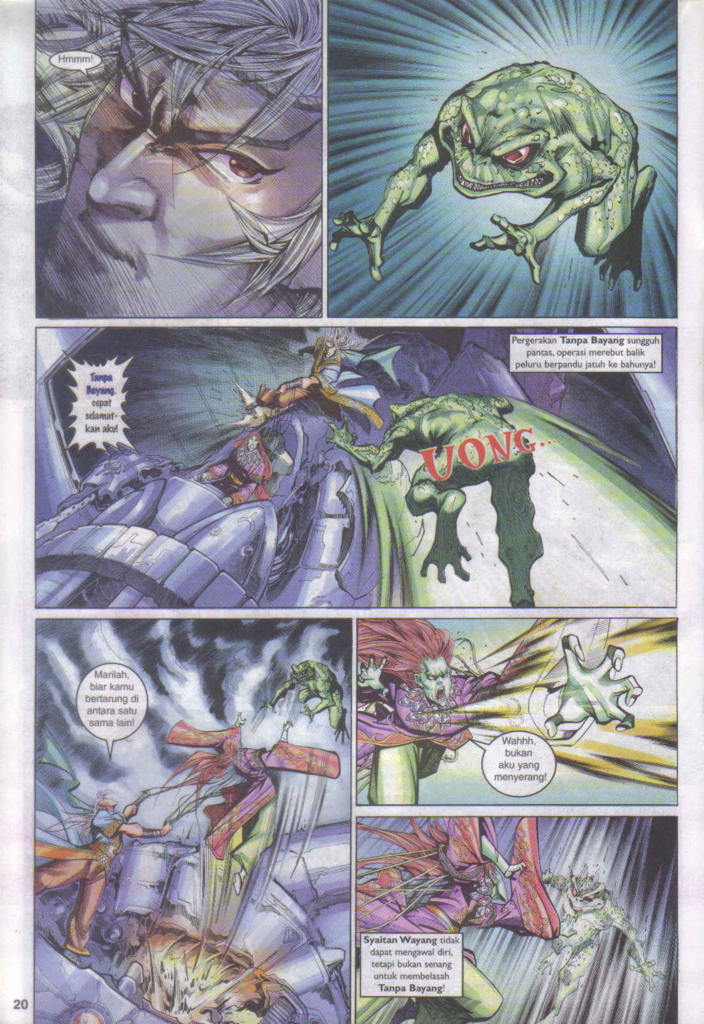 Hmmm!
Tanpa
Bayang,
cepat
selamat-
kan aku!
Pergerakan Tanpa Bayang sungguh
pantas, operasi merebut balik
peluru berpandu jatuh ke bahunya!
UONG...
Marilah,
biar kamu
bertarung di
antara satu
sama lain!
Wahhh,
bukan
aku yang
menyerang!
Syaitan Wayang tidak
dapat mengawal diri,
tetapi bukan senang
untuk membelasah
Tanpa Bayang!
20